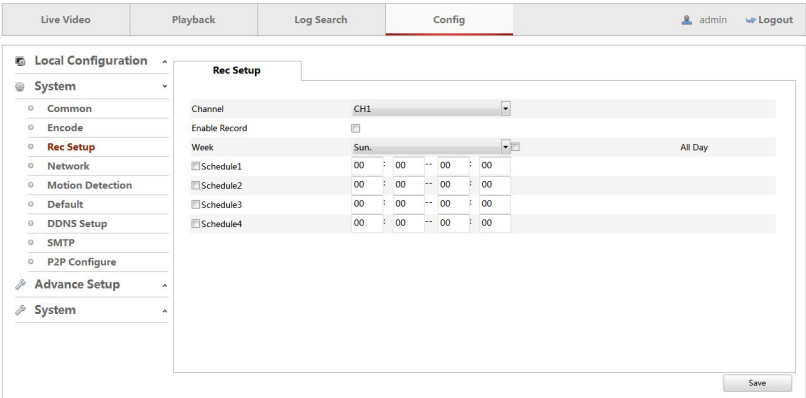 Live Video Playback Log Search Config admin Logout
Local Configuration
System
Common
Encode
Rec Setup
Network
Motion Detection
Default
DDNS Setup
SMTP
P2P Configure
Advance Setup
System
Rec Setup
Channel CH1
Enable Record
Week Sun. All Day
Schedule1 00 : 00 -- 00 : 00
Schedule2 00 : 00 -- 00 : 00
Schedule3 00 : 00 -- 00 : 00
Schedule4 00 : 00 -- 00 : 00
Save